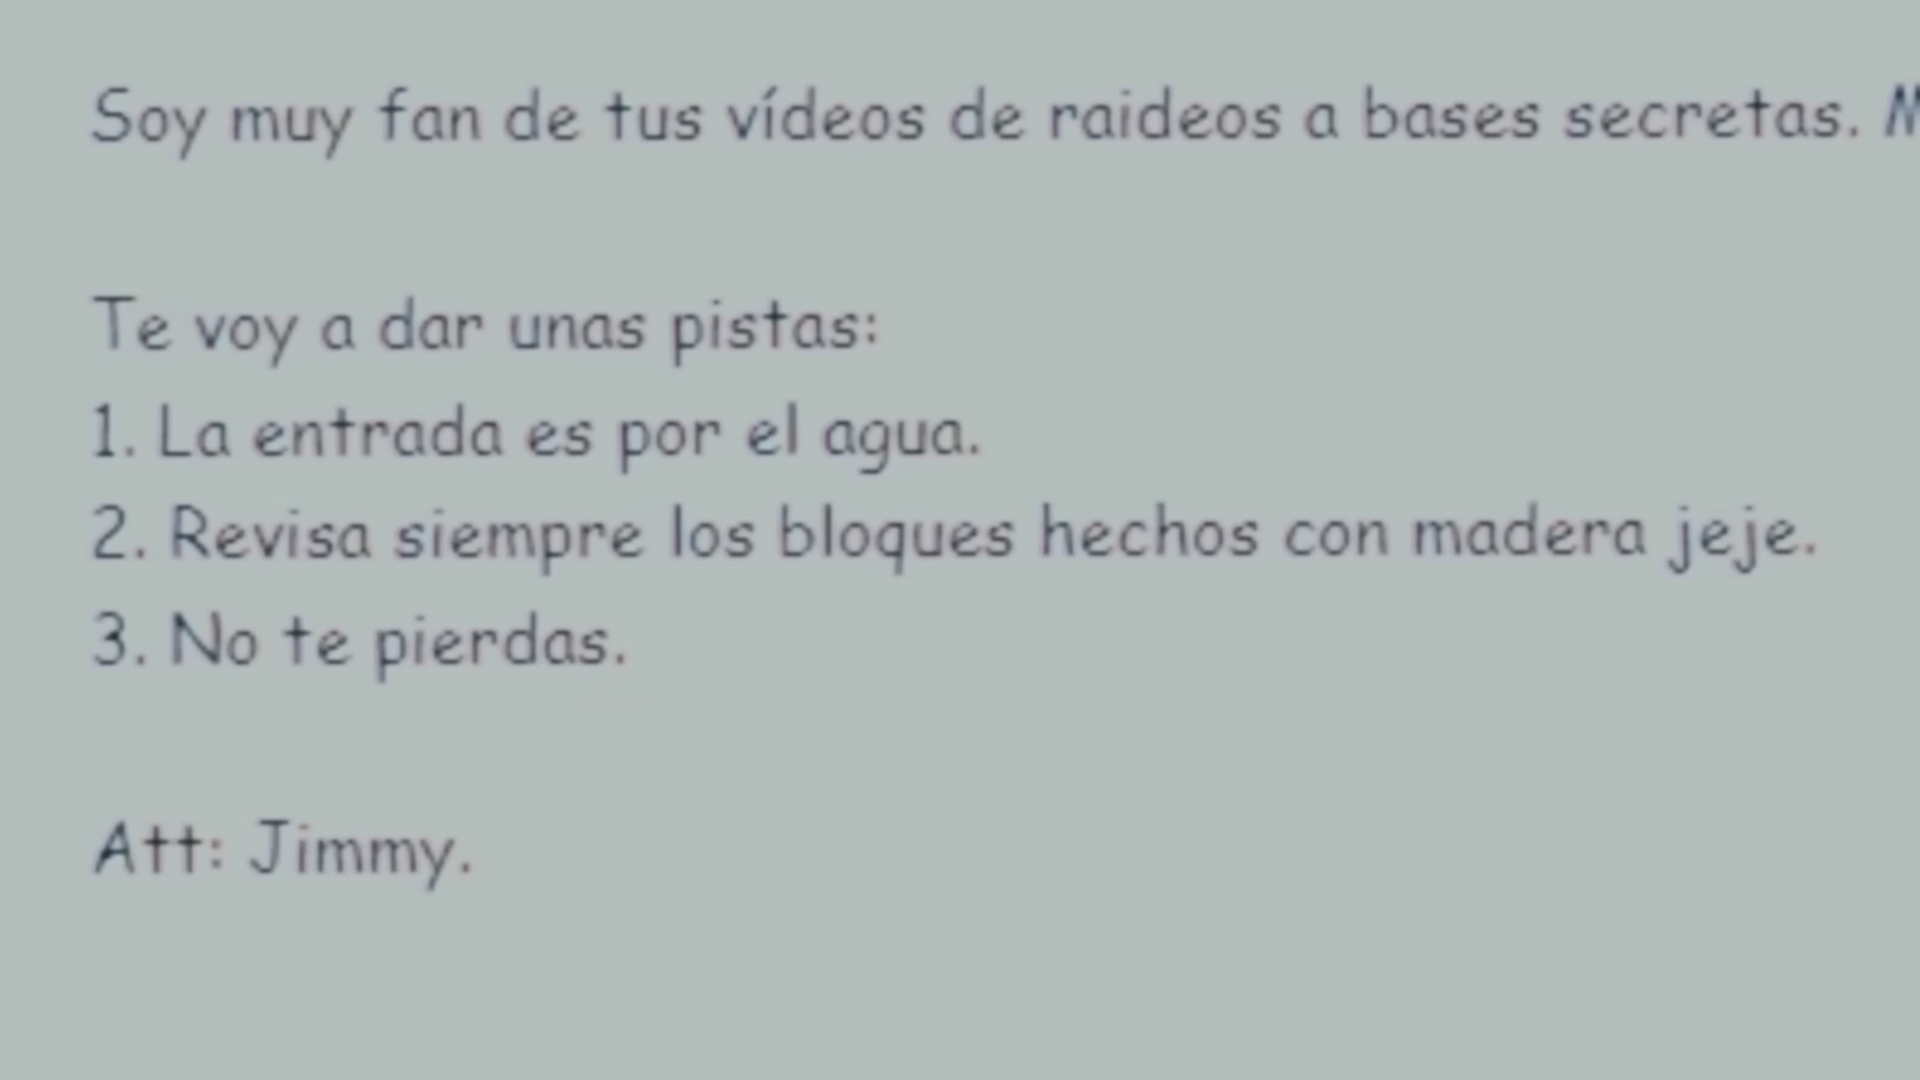 Soy muy fan de tus vídeos de raideos a bases secretas. M
Te voy a dar unas pistas:
1. La entrada es por el agua.
2. Revisa siempre los bloques hechos con madera jeje.
3. No te pierdas.
Att: Jimmy.